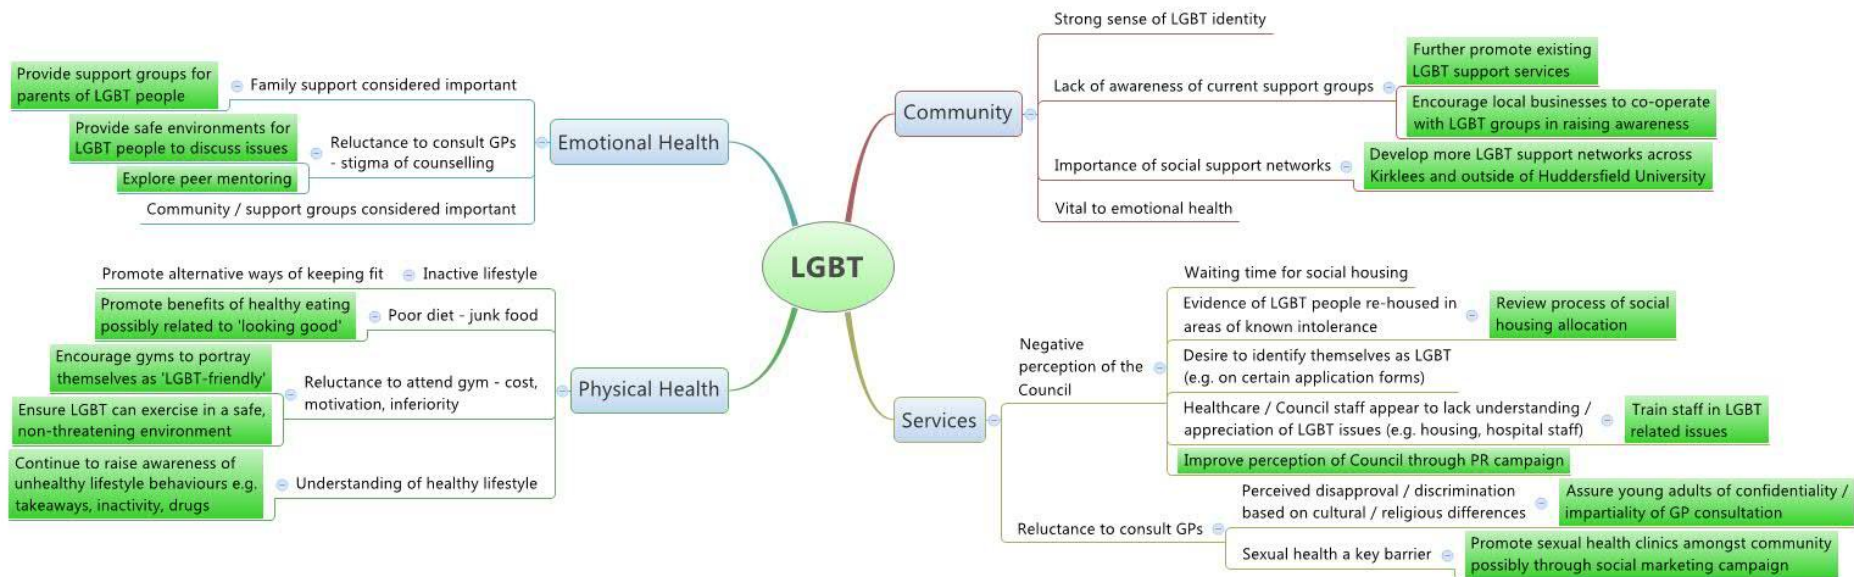 LGBT
Emotional Health
Family support considered important
Provide support groups for
parents of LGBT people
Reluctance to consult GPs
- stigma of counselling
Provide safe environments for
LGBT people to discuss issues
Explore peer mentoring
Community / support groups considered important
Physical Health
Inactive lifestyle
Promote alternative ways of keeping fit
Poor diet - junk food
Promote benefits of healthy eating
possibly related to 'looking good'
Reluctance to attend gym - cost,
motivation, inferiority
Encourage gyms to portray
themselves as 'LGBT-friendly'
Ensure LGBT can exercise in a safe,
non-threatening environment
Understanding of healthy lifestyle
Continue to raise awareness of
unhealthy lifestyle behaviours e.g.
takeaways, inactivity, drugs
Community
Strong sense of LGBT identity
Lack of awareness of current support groups
Further promote existing
LGBT support services
Encourage local businesses to co-operate
with LGBT groups in raising awareness
Importance of social support networks
Develop more LGBT support networks across
Kirklees and outside of Huddersfield University
Vital to emotional health
Services
Negative
perception of the
Council
Waiting time for social housing
Evidence of LGBT people re-housed in
areas of known intolerance
Review process of social
housing allocation
Desire to identify themselves as LGBT
(e.g. on certain application forms)
Healthcare / Council staff appear to lack understanding /
appreciation of LGBT issues (e.g. housing, hospital staff)
Train staff in LGBT
related issues
Improve perception of Council through PR campaign
Reluctance to consult GPs
Perceived disapproval / discrimination
based on cultural / religious differences
Assure young adults of confidentiality /
impartiality of GP consultation
Sexual health a key barrier
Promote sexual health clinics amongst community
possibly through social marketing campaign